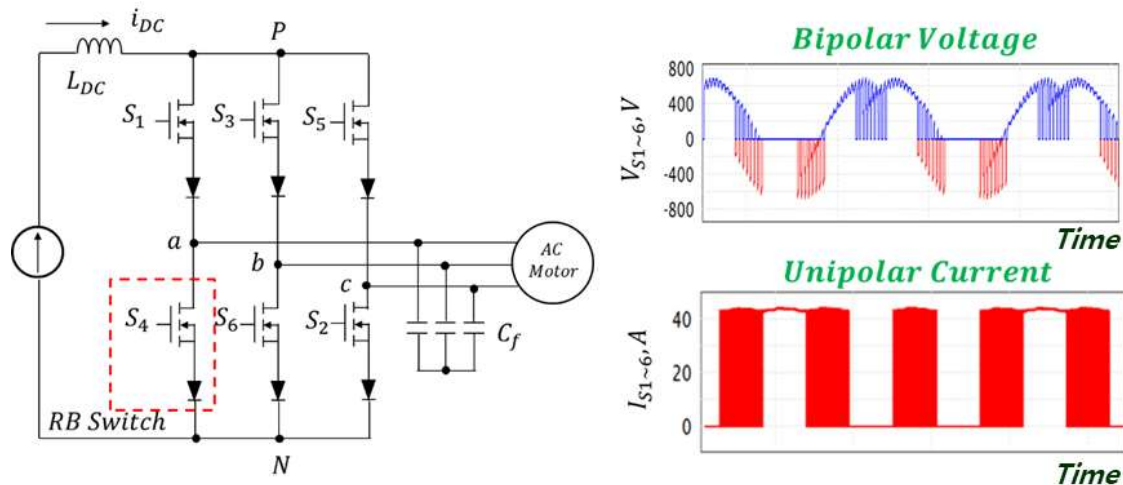 i_DC
P
L_DC
S_1
S_3
S_5
a
b
c
AC
Motor
S_4
S_6
S_2
C_f
RB Switch
N
Bipolar Voltage
V_S1~6, V
800
400
0
-400
-800
Time
Unipolar Current
I_S1~6, A
40
20
0
Time